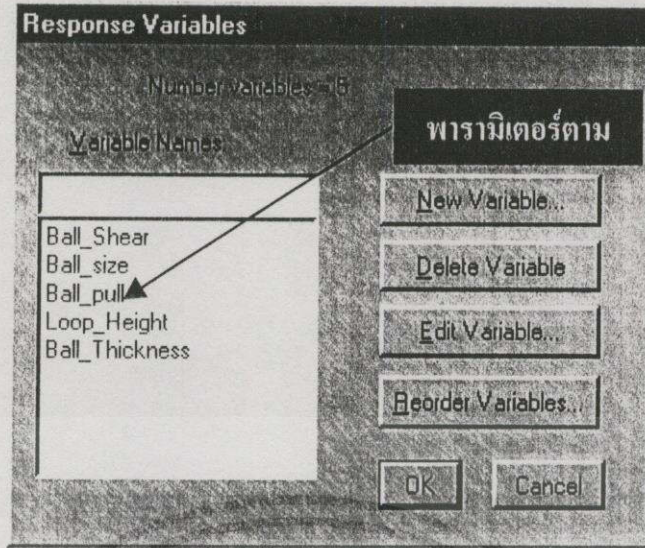 Response Variables
Number variables = 5
Variable Names:
พารามิเตอร์ตาม
New Variable...
Ball_Shear
Ball_size
Delete Variable
Ball_pull
Loop_Height
Edit Variable...
Ball_Thickness
Reorder Variables...
OK
Cancel